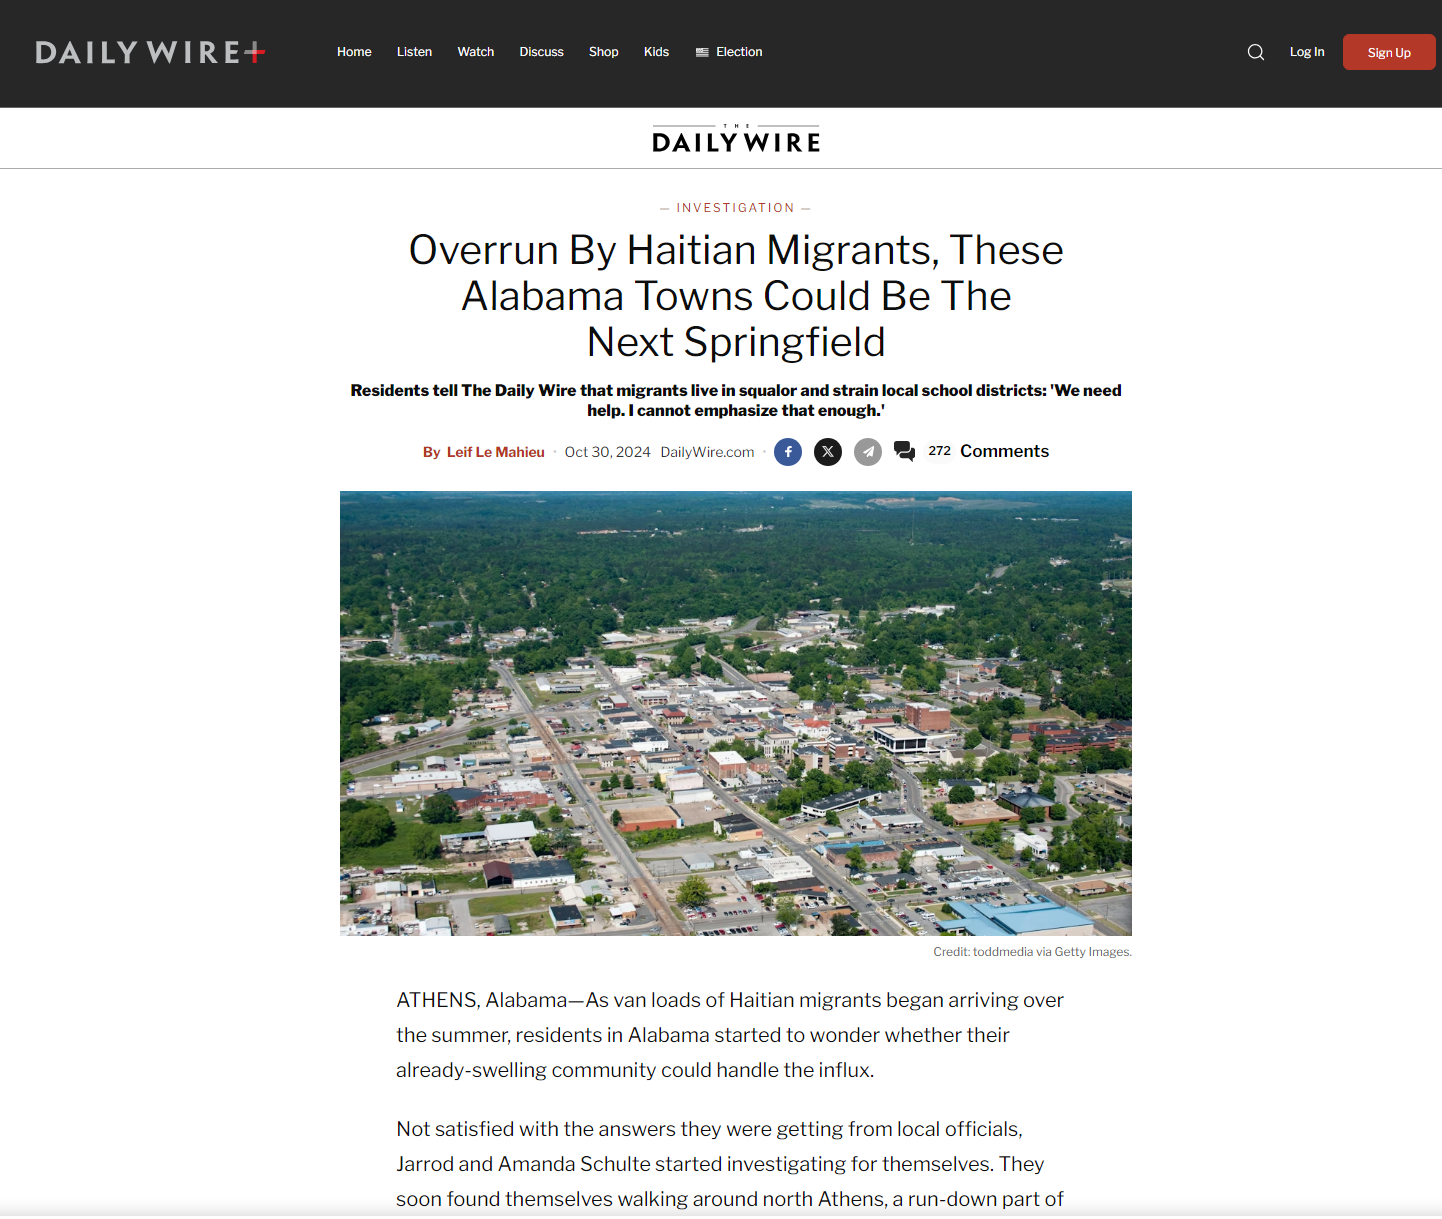 DAILY WIRE+
Home Listen Watch Discuss Shop Kids Election
Log In Sign Up
THE
DAILY WIRE
— INVESTIGATION —
Overrun By Haitian Migrants, These
Alabama Towns Could Be The
Next Springfield
Residents tell The Daily Wire that migrants live in squalor and strain local school districts: 'We need
help. I cannot emphasize that enough.'
By Leif Le Mahieu · Oct 30, 2024 DailyWire.com · 272 Comments
Credit: toddmedia via Getty Images.
ATHENS, Alabama—As van loads of Haitian migrants began arriving over
the summer, residents in Alabama started to wonder whether their
already-swelling community could handle the influx.
Not satisfied with the answers they were getting from local officials,
Jarrod and Amanda Schulte started investigating for themselves. They
soon found themselves walking around north Athens, a run-down part of